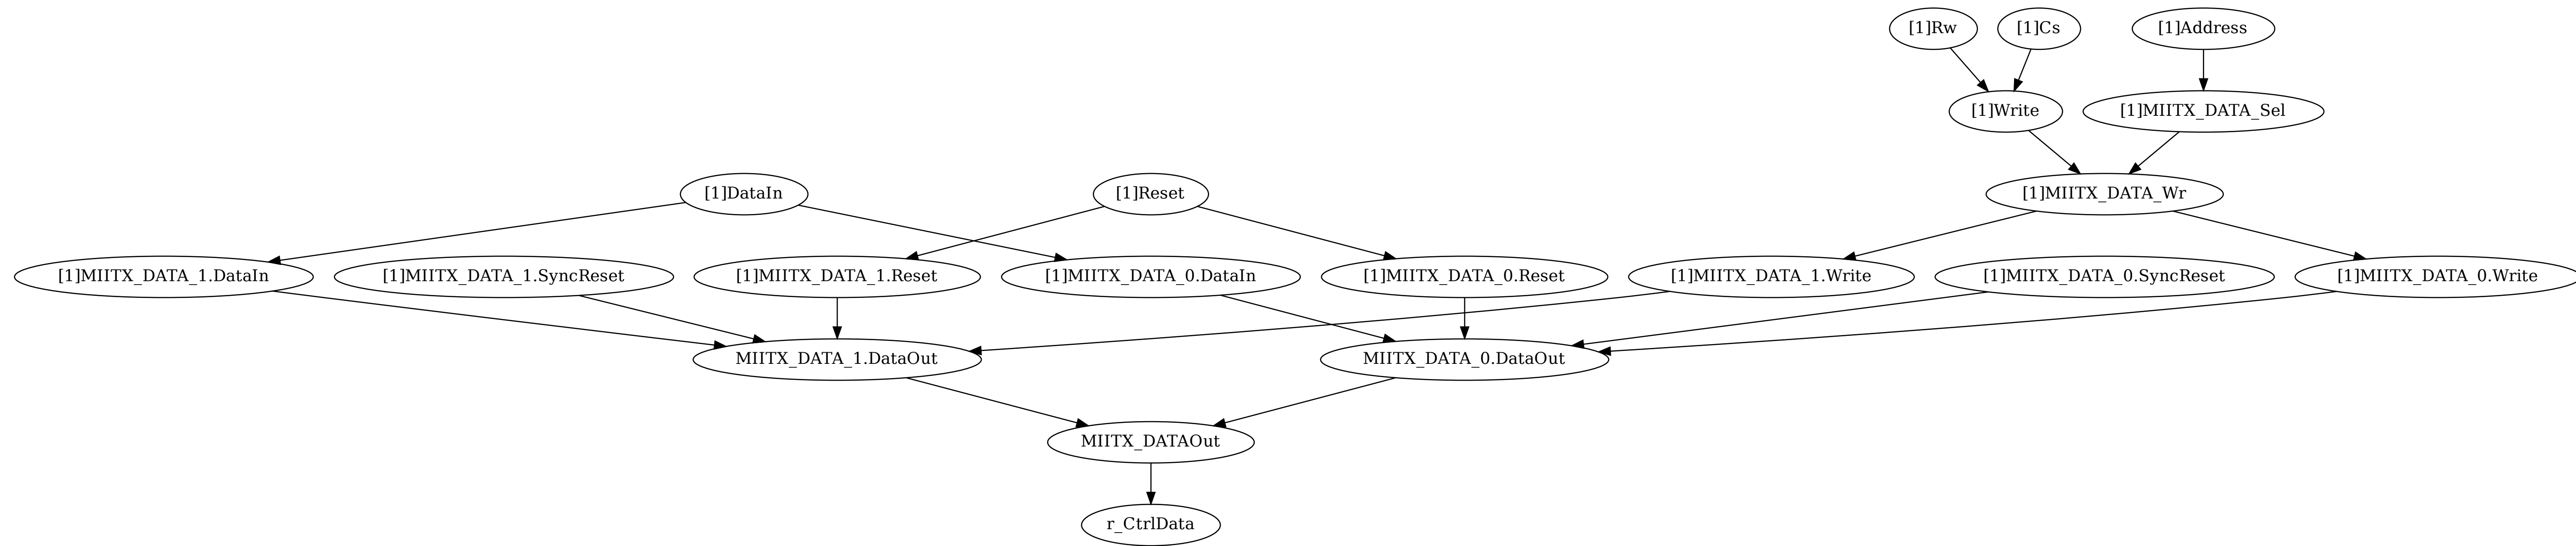 [1]Rw
[1]Cs
[1]Address
[1]Write
[1]MIITX_DATA_Sel
[1]DataIn
[1]Reset
[1]MIITX_DATA_Wr
[1]MIITX_DATA_1.DataIn
[1]MIITX_DATA_1.SyncReset
[1]MIITX_DATA_1.Reset
[1]MIITX_DATA_0.DataIn
[1]MIITX_DATA_0.Reset
[1]MIITX_DATA_1.Write
[1]MIITX_DATA_0.SyncReset
[1]MIITX_DATA_0.Write
MIITX_DATA_1.DataOut
MIITX_DATA_0.DataOut
MIITX_DATAOut
r_CtrlData